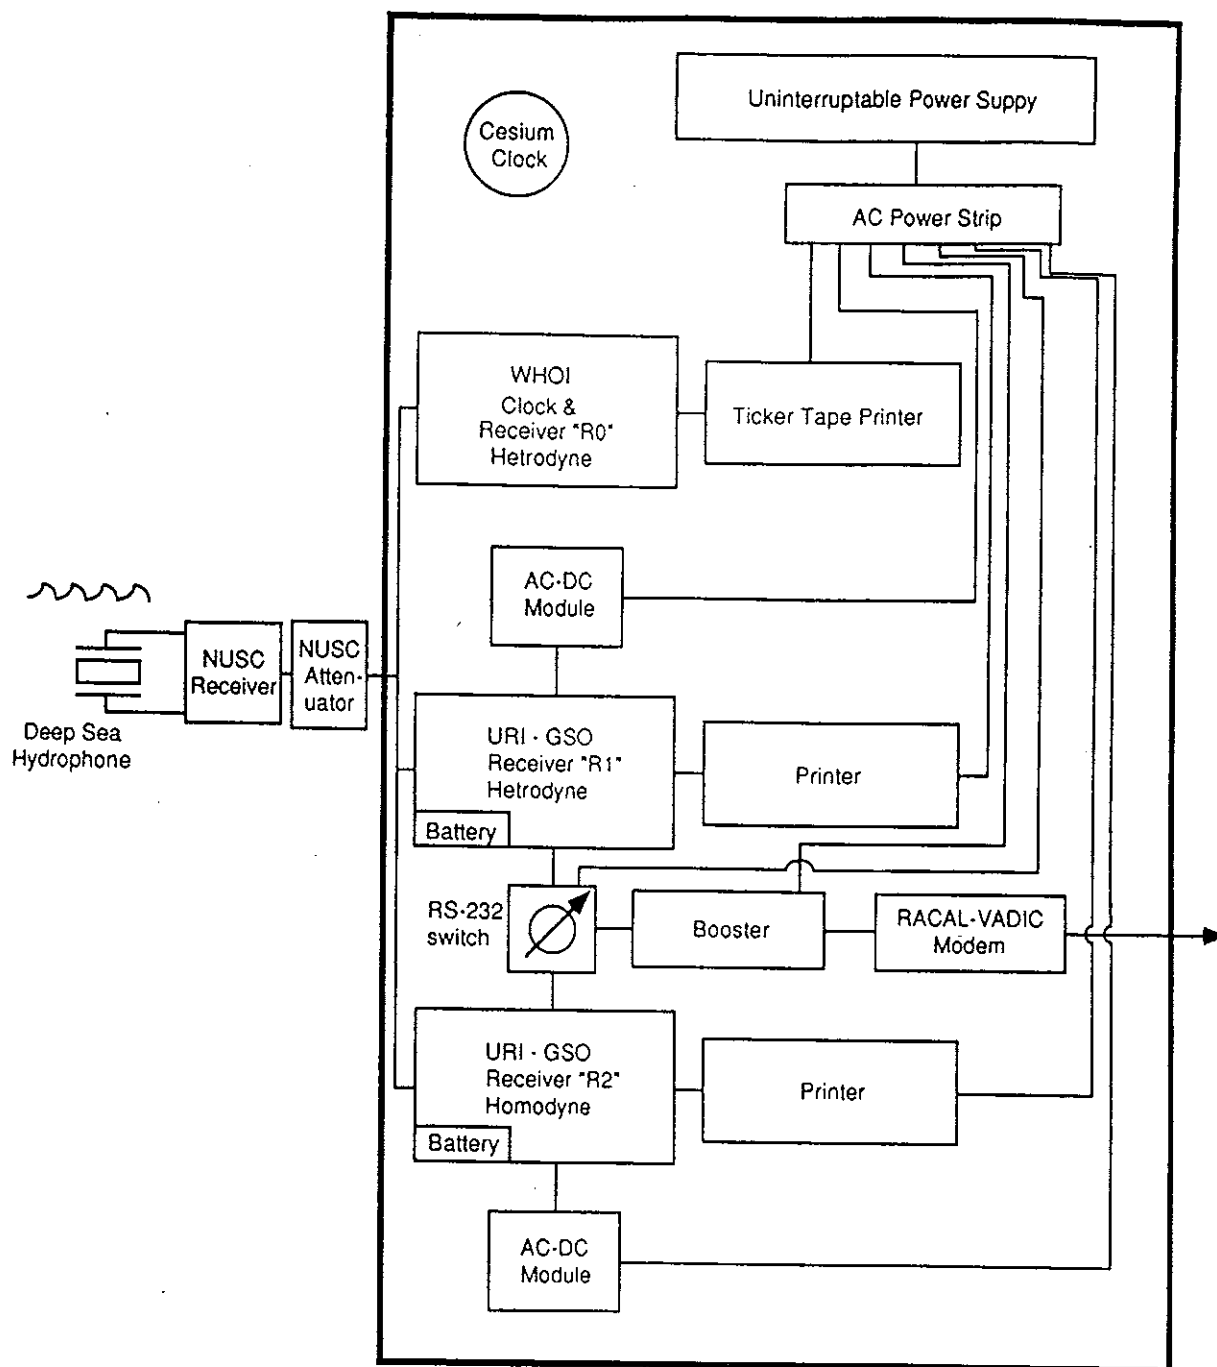 Uninterruptable Power Suppy
Cesium
Clock
AC Power Strip
WHOI
Clock &
Receiver "R0"
Hetrodyne
Ticker Tape Printer
AC-DC
Module
NUSC
Receiver
NUSC
Atten-
uator
Deep Sea
Hydrophone
URI - GSO
Receiver "R1"
Hetrodyne
Battery
Printer
RS-232
switch
Booster
RACAL-VADIC
Modem
URI - GSO
Receiver "R2"
Homodyne
Battery
Printer
AC-DC
Module